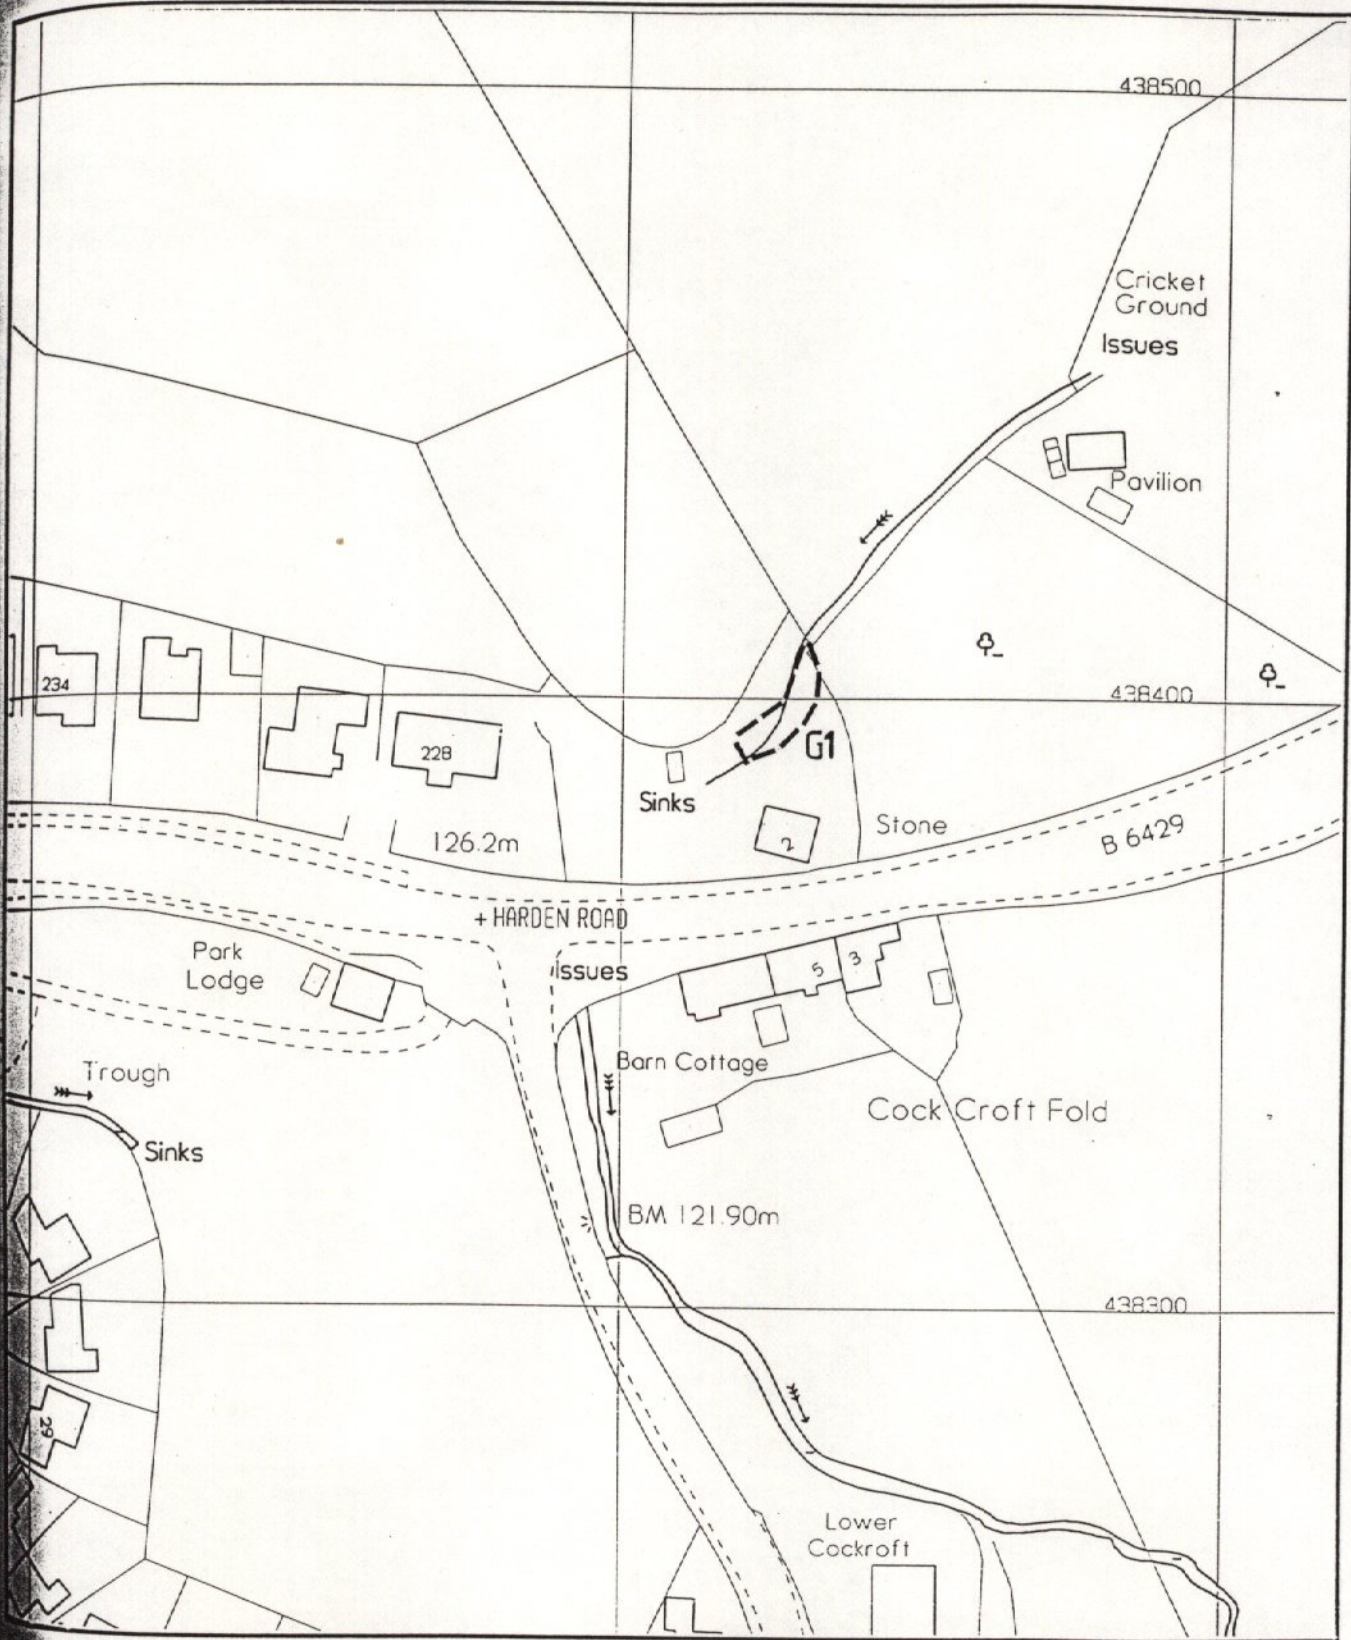 438500
Cricket
Ground
Issues
Pavilion
234
438400
228
G1
Sinks
2
Stone
126.2m
B 6429
+ HARDEN ROAD
Park
Lodge
Issues
5
3
Barn Cottage
Trough
Cock Croft Fold
Sinks
BM 121.90m
438300
29
Lower
Cockroft